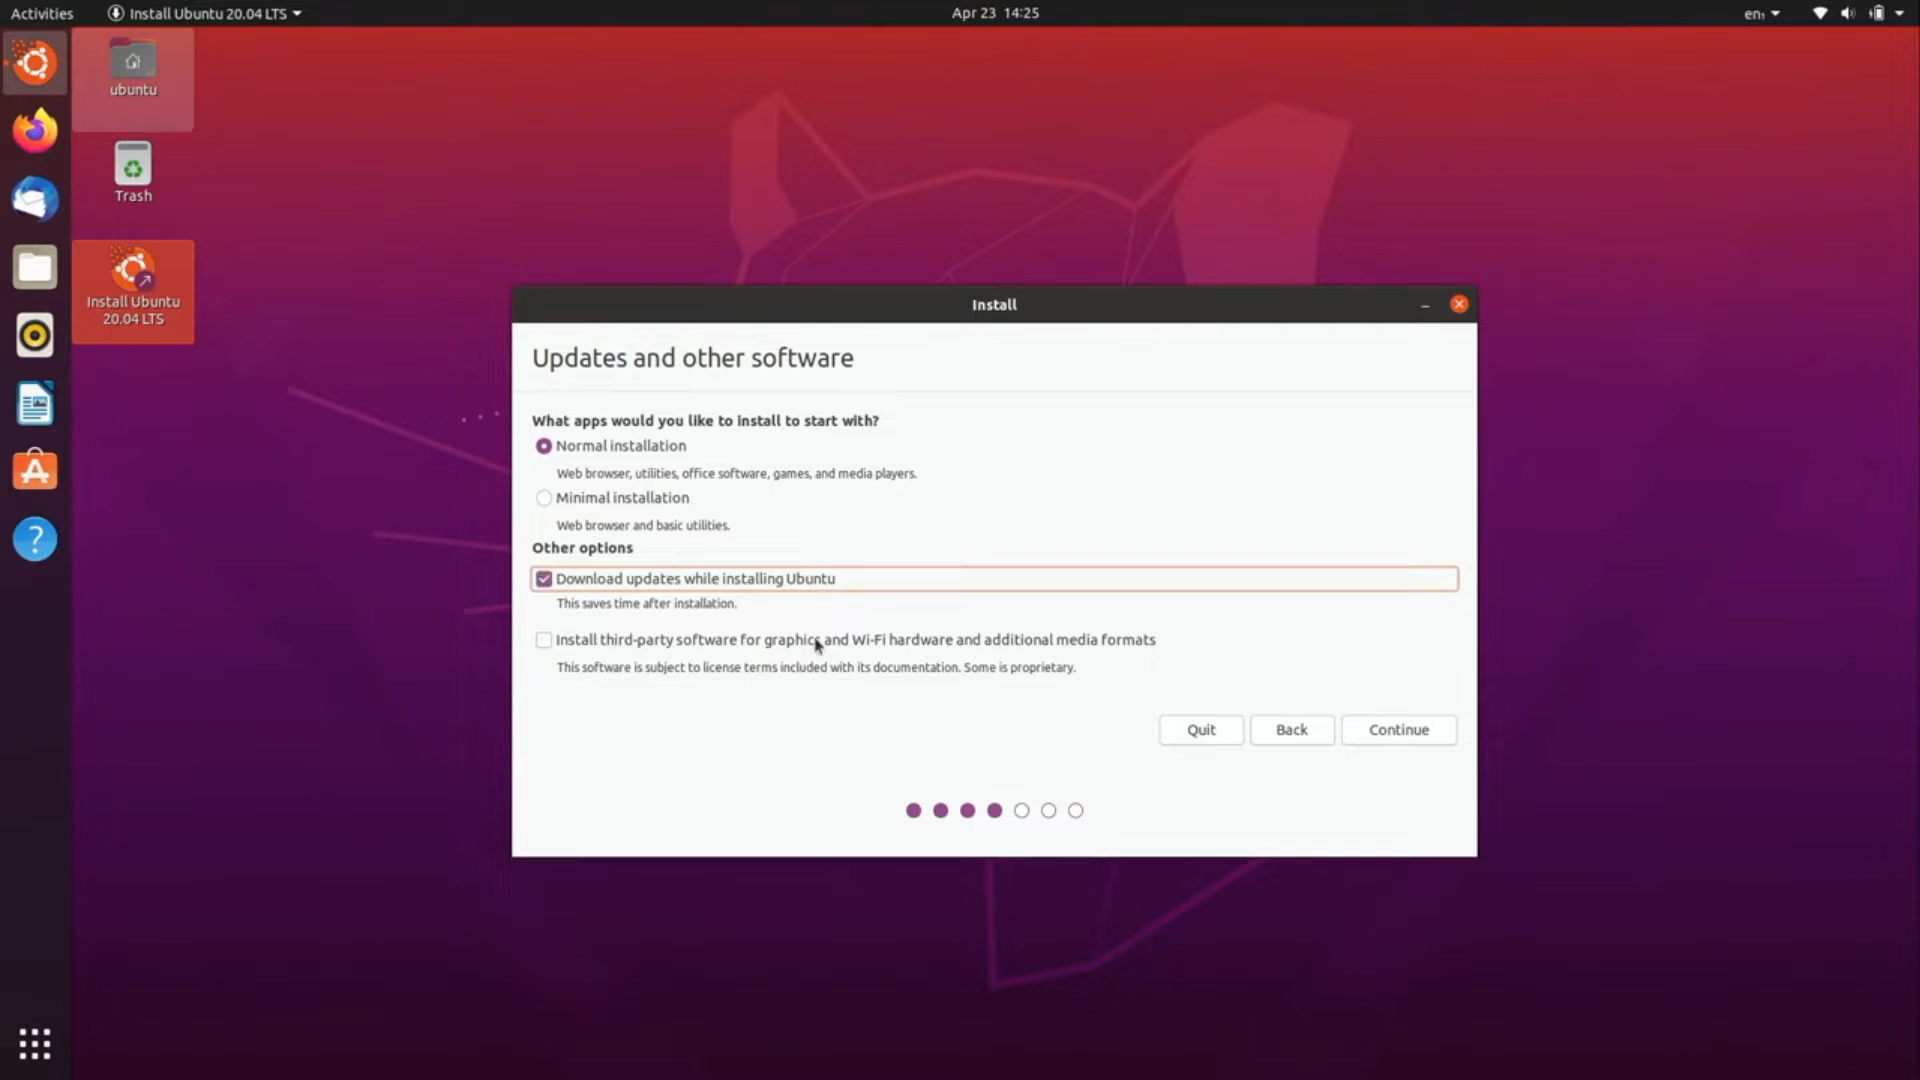 Activities
Install Ubuntu 20.04 LTS
Apr 23 14:25
en₁
ubuntu
Trash
Install Ubuntu
20.04 LTS
Install
Updates and other software
What apps would you like to install to start with?
Normal installation
Web browser, utilities, office software, games, and media players.
Minimal installation
Web browser and basic utilities.
Other options
Download updates while installing Ubuntu
This saves time after installation.
Install third-party software for graphics and Wi-Fi hardware and additional media formats
This software is subject to license terms included with its documentation. Some is proprietary.
Quit
Back
Continue